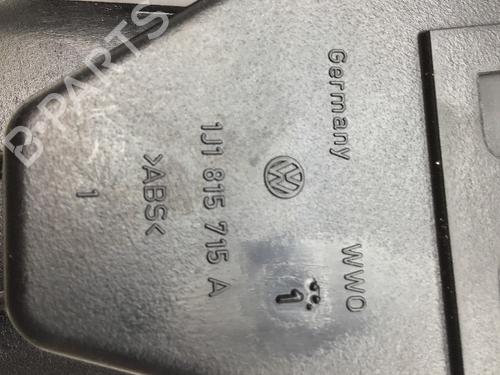 Germany
1J1 815 715 A
>ABS<
1
WWO
1
B-PARTS